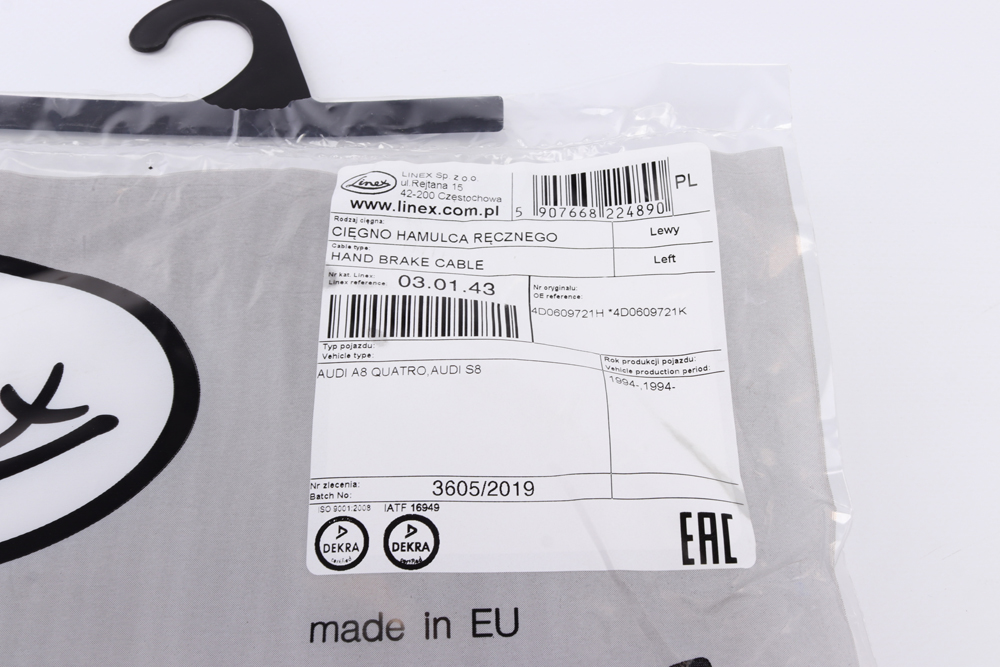 Linex
LINEX Sp. z o.o.
ul.Rejtana 15
42-200 Częstochowa
www.linex.com.pl
5 907668 224890
PL
Rodzaj cięgna:
CIĘGNO HAMULCA RĘCZNEGO
Lewy
Cable type:
HAND BRAKE CABLE
Left
Nr kat. Linex:
Linex reference:
03.01.43
Nr oryginału:
OE reference:
4D0609721H *4D0609721K
Typ pojazdu:
Vehicle type:
AUDI A8 QUATRO,AUDI S8
Rok produkcji pojazdu:
Vehicle production period:
1994-,1994-
Nr zlecenia:
Batch No:
3605/2019
ISO 9001:2008
IATF 16949
DEKRA
certified
DEKRA
certified
EAC
made in EU
x